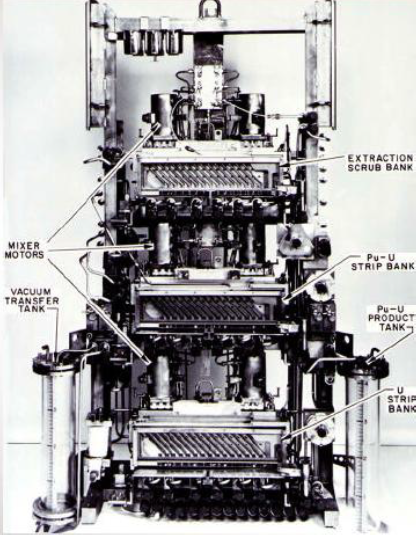 EXTRACTION
SCRUB BANK
MIXER
MOTORS
Pu-U
STRIP BANK
VACUUM
TRANSFER
TANK
Pu-U
PRODUCT
TANK
U
STRIP
BANK